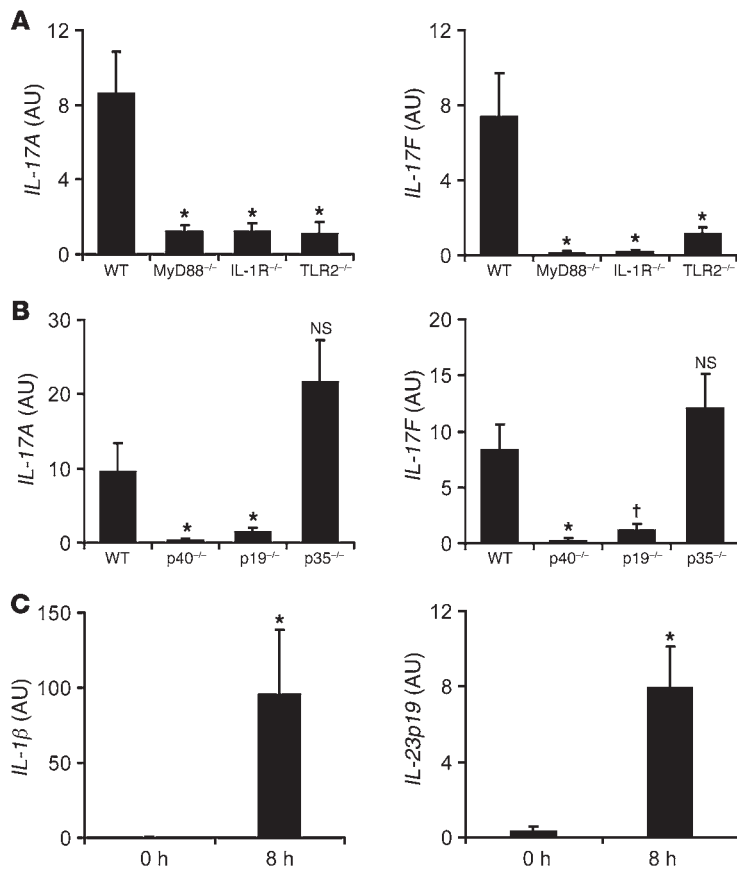 A
IL-17A (AU)
12
8
4
0
*
*
*
WT
MyD88–/–
IL-1R–/–
TLR2–/–
IL-17F (AU)
12
8
4
0
*
*
*
WT
MyD88–/–
IL-1R–/–
TLR2–/–
B
IL-17A (AU)
30
20
10
0
*
*
NS
WT
p40–/–
p19–/–
p35–/–
IL-17F (AU)
20
15
10
5
0
*
†
NS
WT
p40–/–
p19–/–
p35–/–
C
IL-1β (AU)
150
100
50
0
*
0 h
8 h
IL-23p19 (AU)
12
8
4
0
*
0 h
8 h